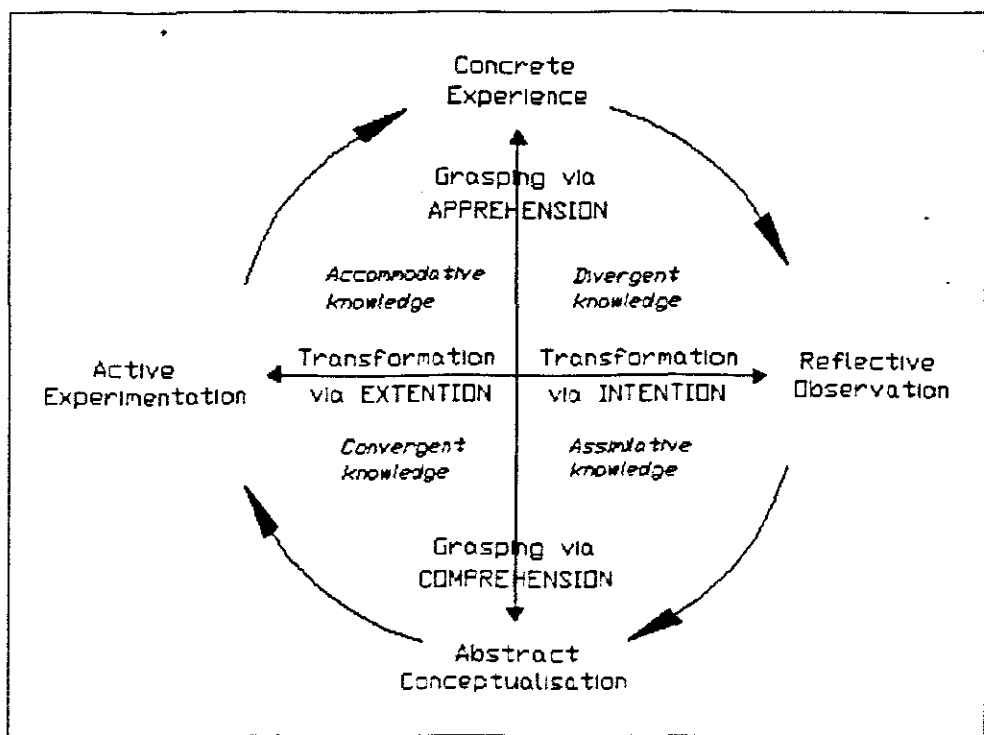 Concrete
Experience
Grasping via
APPREHENSION
Accommodative
knowledge
Divergent
knowledge
Active
Experimentation
Transformation
via EXTENTION
Transformation
via INTENTION
Reflective
Observation
Convergent
knowledge
Assimilative
knowledge
Grasping via
COMPREHENSION
Abstract
Conceptualisation